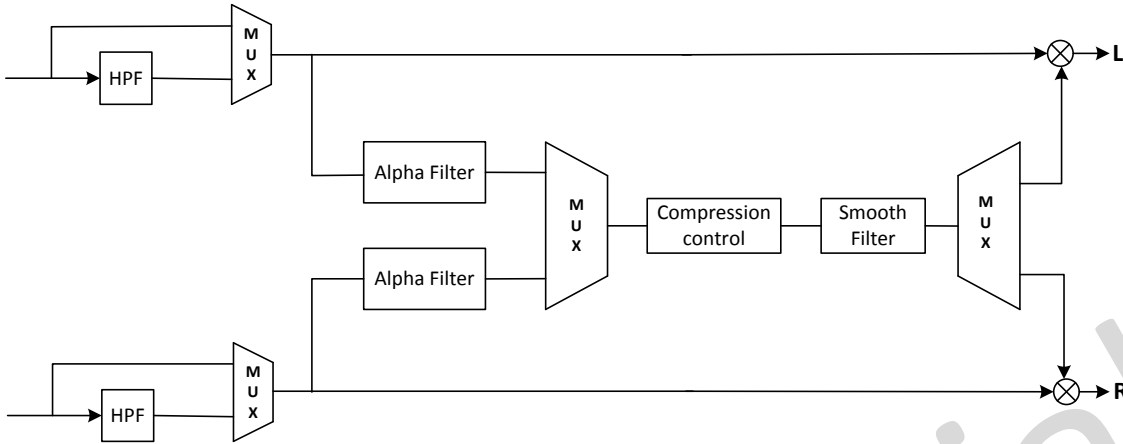 M
U
X
HPF
L
Alpha Filter
M
U
X
Compression
control
Smooth
Filter
M
U
X
Alpha Filter
M
U
X
HPF
R